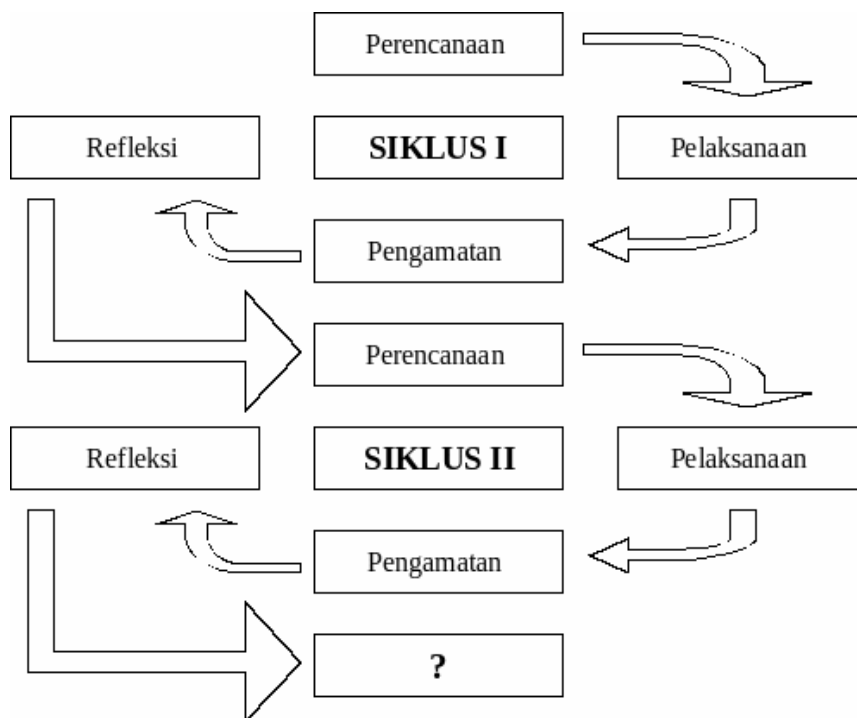 Perencanaan
Refleksi
SIKLUS I
Pelaksanaan
Pengamatan
Perencanaan
Refleksi
SIKLUS II
Pelaksanaan
Pengamatan
?